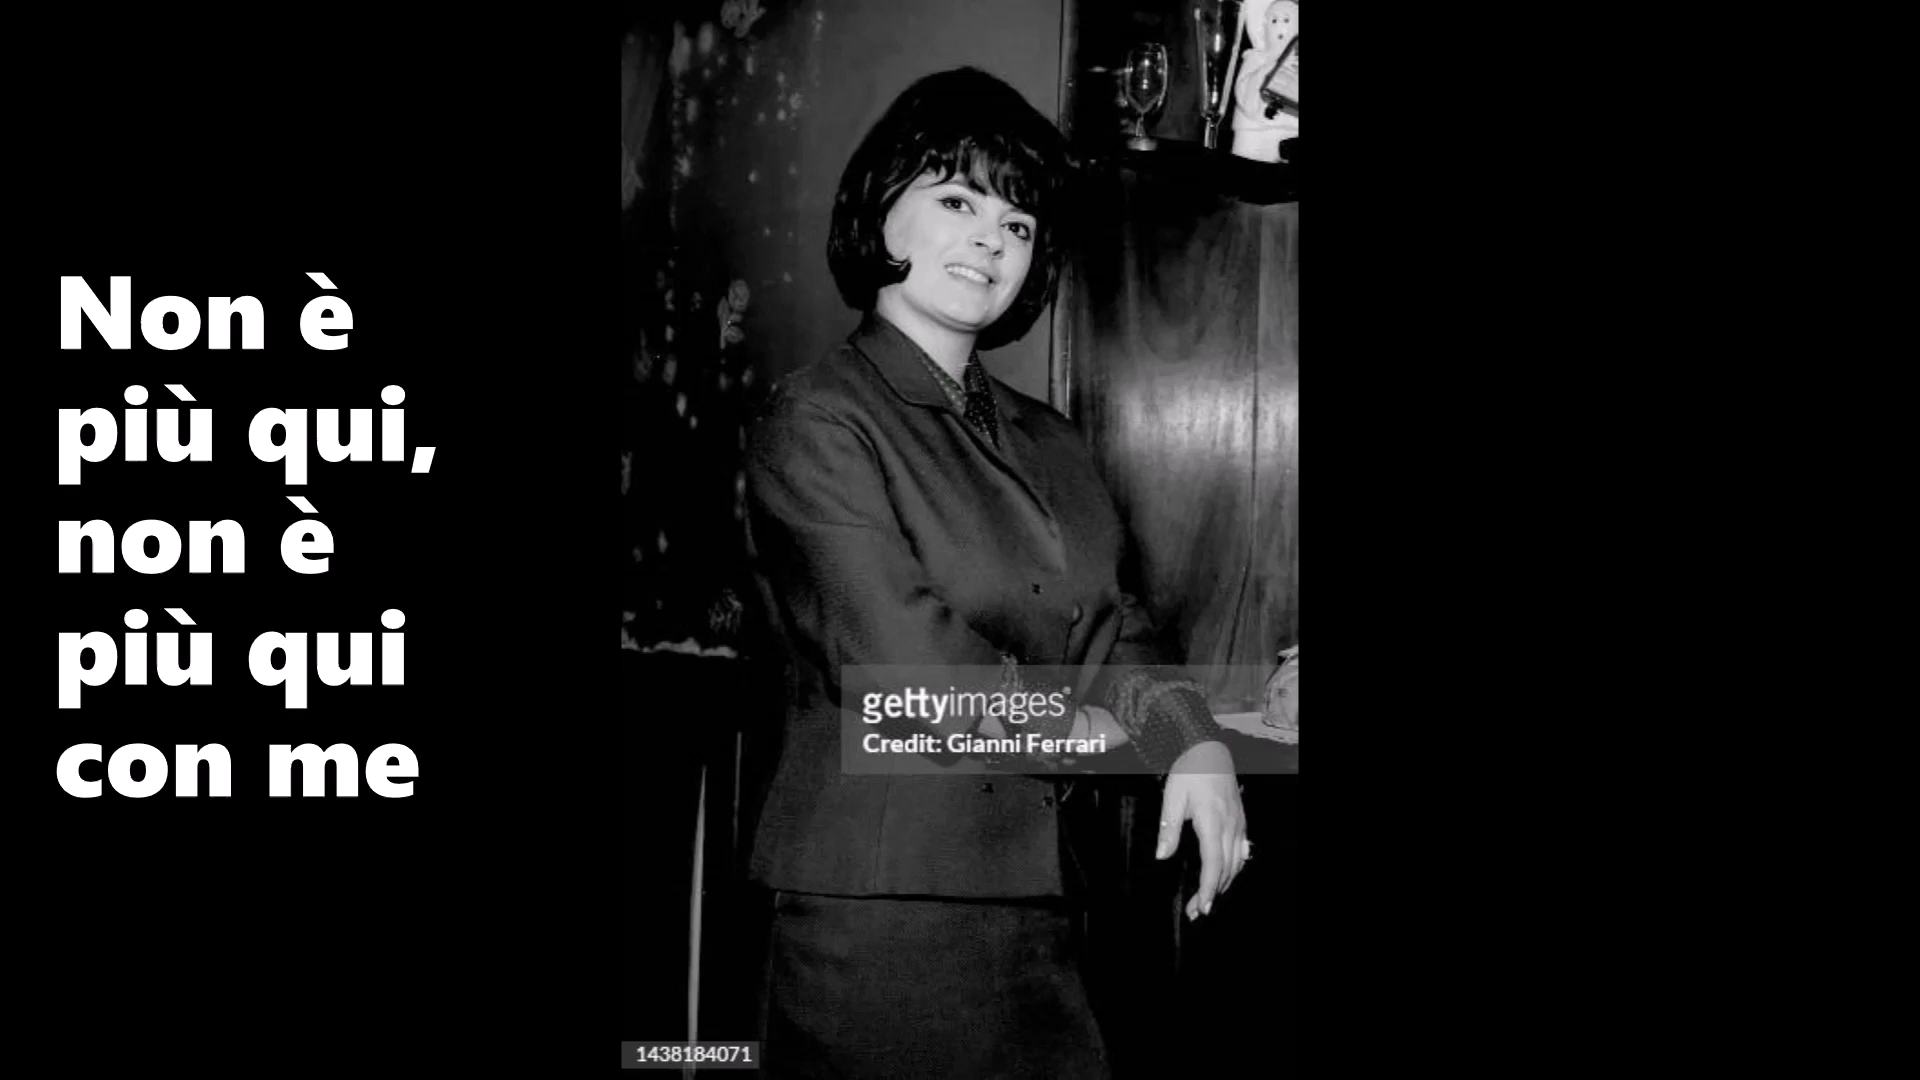 Non è
più qui,
non è
più qui
con me
gettyimages®
Credit: Gianni Ferrari
1438184071